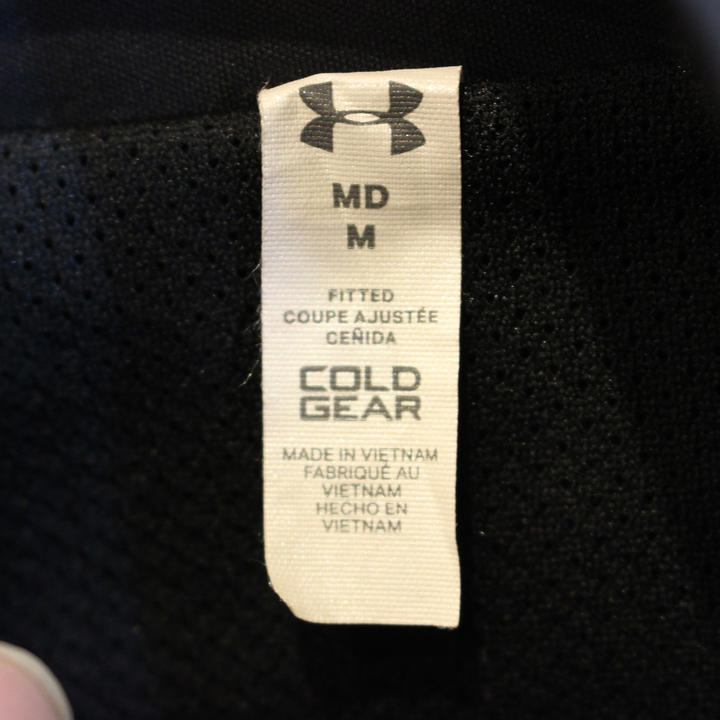 MD
M
FITTED
COUPE AJUSTÉE
CEÑIDA
COLD
GEAR
MADE IN VIETNAM
FABRIQUÉ AU
VIETNAM
HECHO EN
VIETNAM